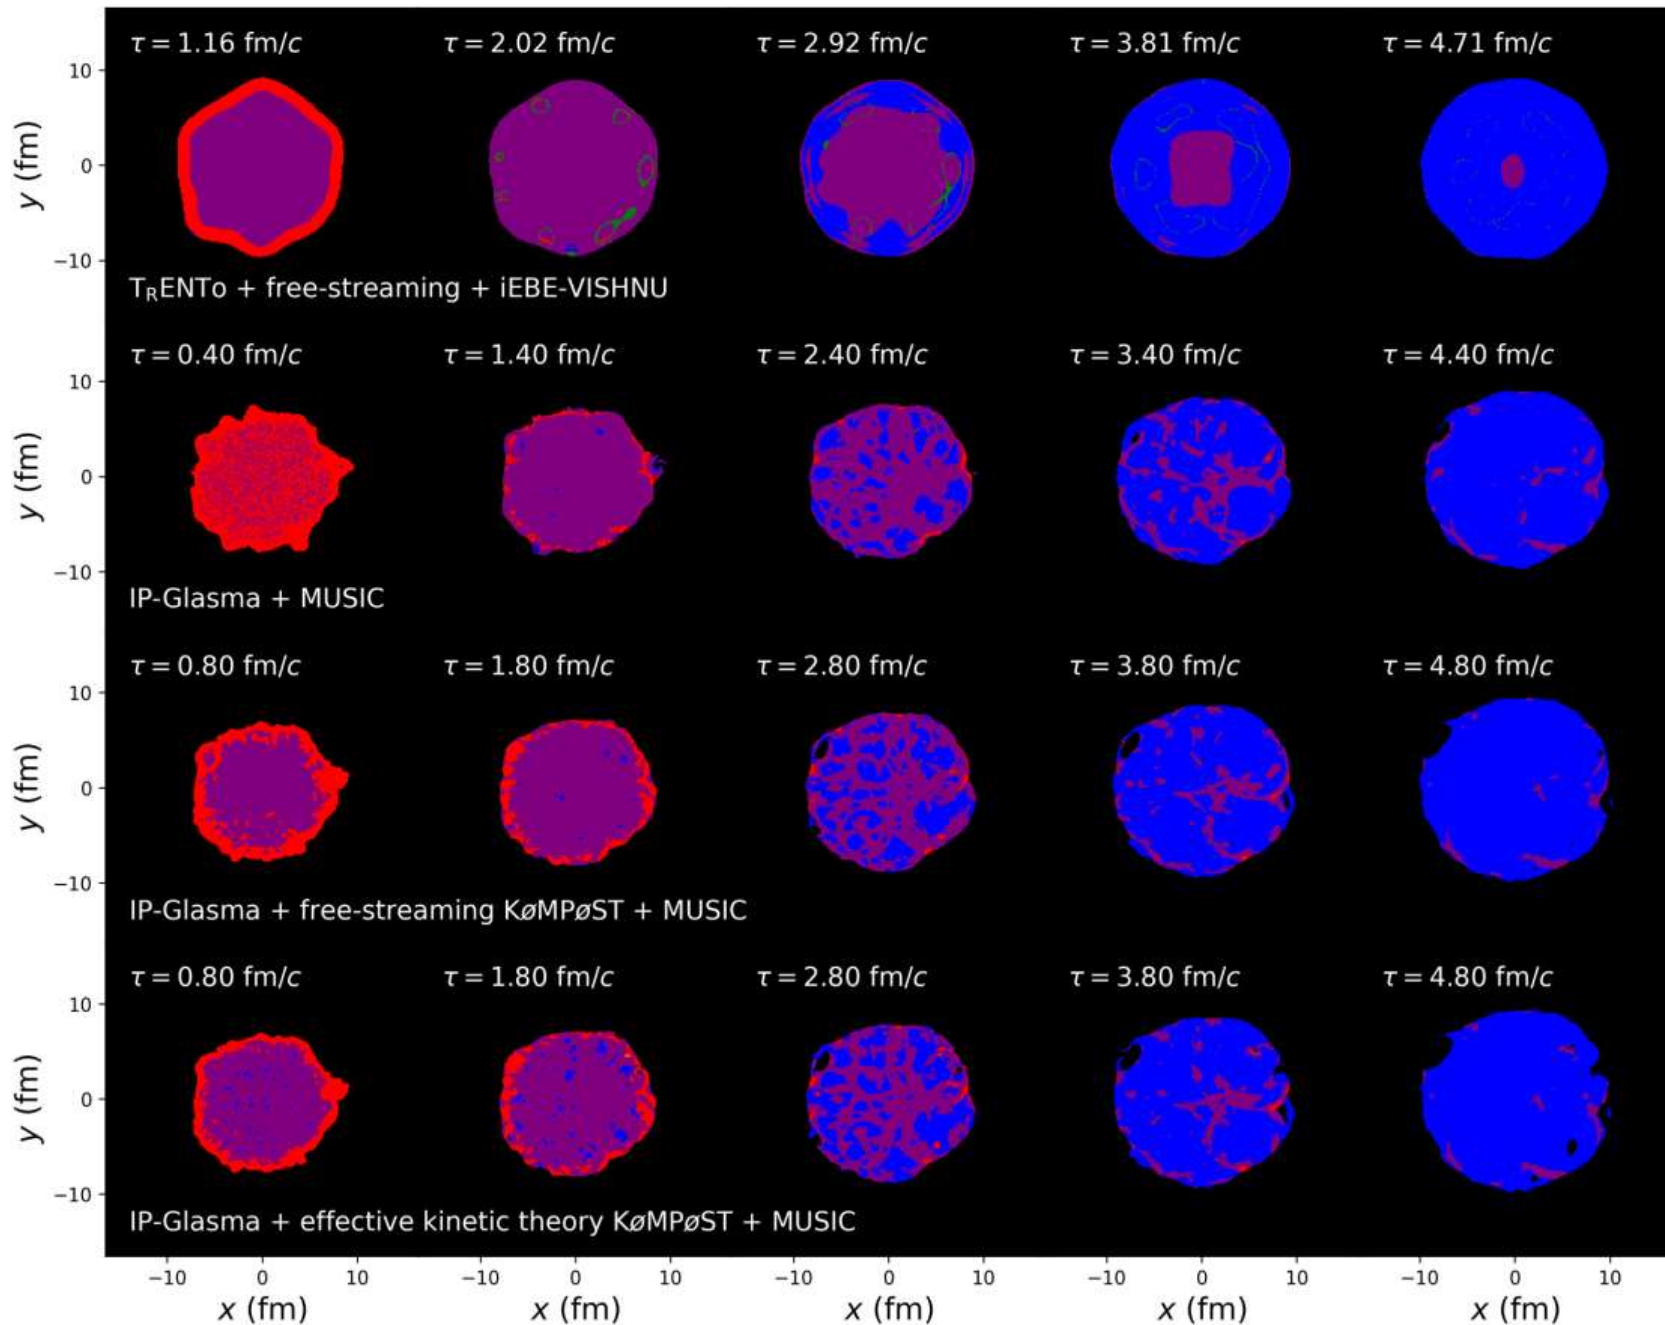 τ = 1.16 fm/c τ = 2.02 fm/c τ = 2.92 fm/c τ = 3.81 fm/c τ = 4.71 fm/c
10
y (fm)
0
−10
TRENTo + free-streaming + iEBE-VISHNU
τ = 0.40 fm/c τ = 1.40 fm/c τ = 2.40 fm/c τ = 3.40 fm/c τ = 4.40 fm/c
10
y (fm)
0
−10
IP-Glasma + MUSIC
τ = 0.80 fm/c τ = 1.80 fm/c τ = 2.80 fm/c τ = 3.80 fm/c τ = 4.80 fm/c
10
y (fm)
0
−10
IP-Glasma + free-streaming KøMPøST + MUSIC
τ = 0.80 fm/c τ = 1.80 fm/c τ = 2.80 fm/c τ = 3.80 fm/c τ = 4.80 fm/c
10
y (fm)
0
−10
IP-Glasma + effective kinetic theory KøMPøST + MUSIC
−10 0 10 −10 0 10 −10 0 10 −10 0 10 −10 0 10
x (fm) x (fm) x (fm) x (fm) x (fm)